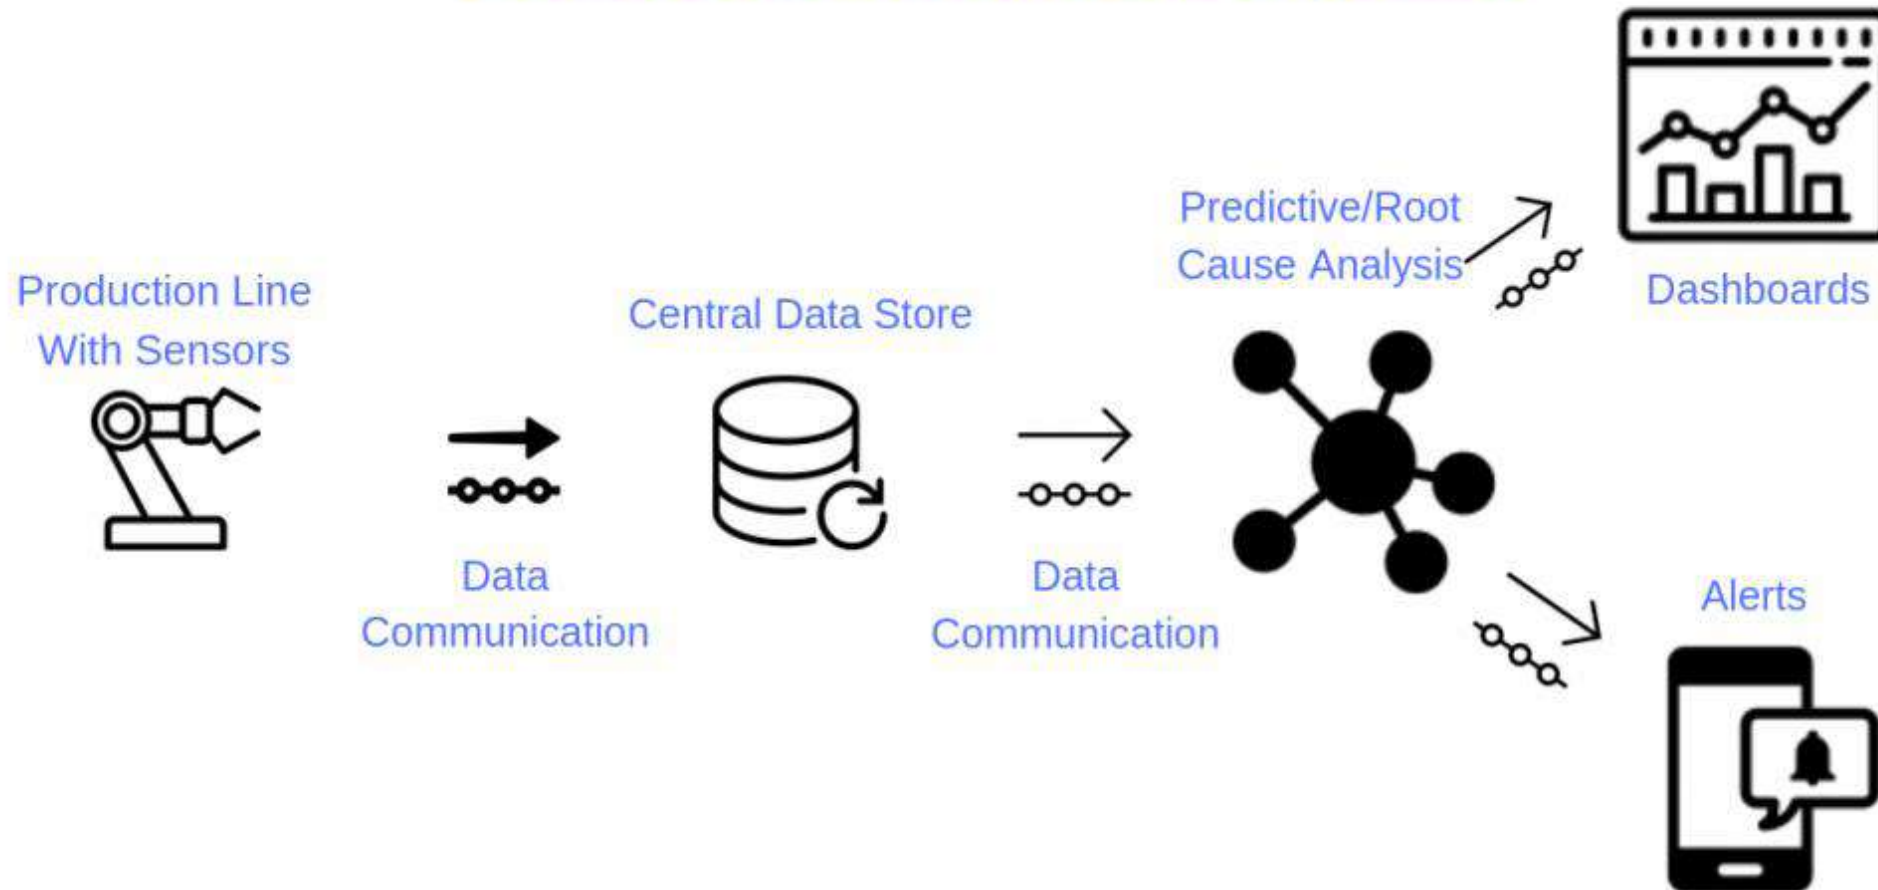 Production Line
With Sensors
Data
Communication
Central Data Store
Data
Communication
Predictive/Root
Cause Analysis
Dashboards
Alerts